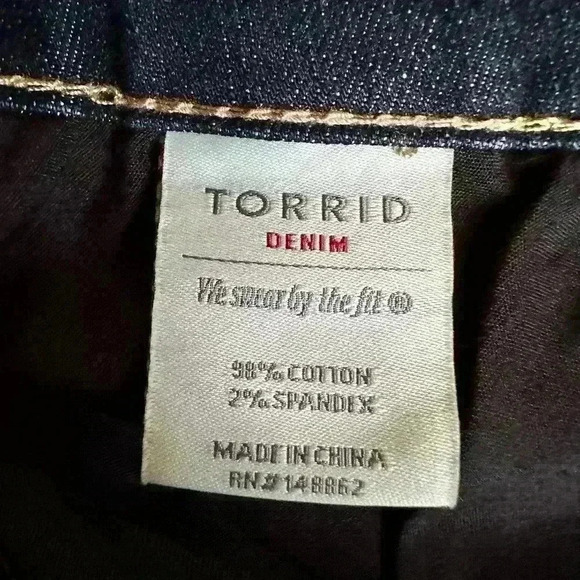 TORRID
DENIM
We swear by the fit ®
98% COTTON
2% SPANDEX
MADE IN CHINA
RN# 148862